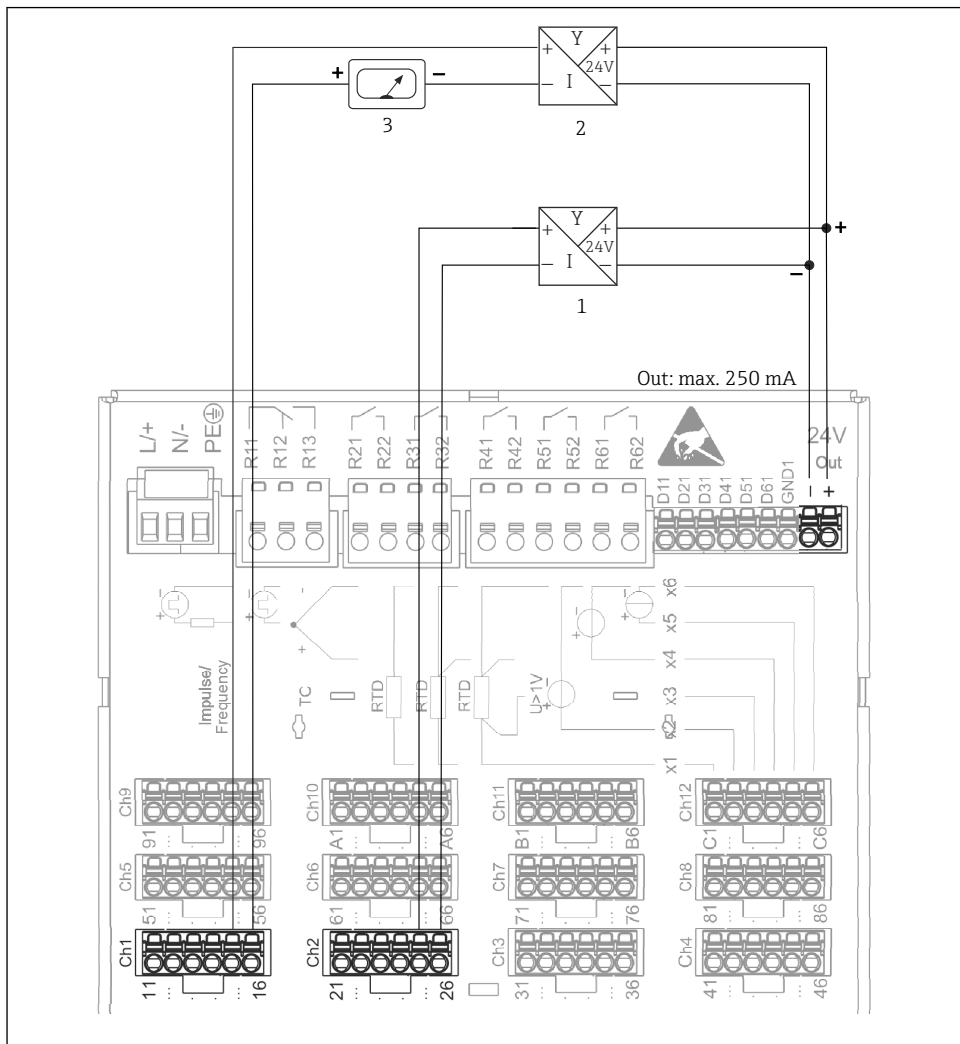 Y
+ +
24V
− I −
2
+ −
3
Y
+ +
24V
− I −
1
+
−
Out: max. 250 mA
L/+
N/-
PE
R11
R12
R13
R21
R22
R31
R32
R41
R42
R51
R52
R61
R62
D11
D21
D31
D41
D51
D61
GND1
24V
Out
− +
+ -
+ -
-
+
Impulse/
Frequency
TC
RTD
RTD
RTD
U>1V
+ -
+ -
+ -
x6
x5
x4
x3
x2
x1
Ch9
91 ... . ... 96
Ch10
A1 ... . ... A6
Ch11
B1 ... . ... B6
Ch12
C1 ... . ... C6
Ch5
51 ... . ... 56
Ch6
61 ... . ... 66
Ch7
71 ... . ... 76
Ch8
81 ... . ... 86
Ch1
11 ... . ... 16
Ch2
21 ... . ... 26
Ch3
31 ... . ... 36
Ch4
41 ... . ... 46